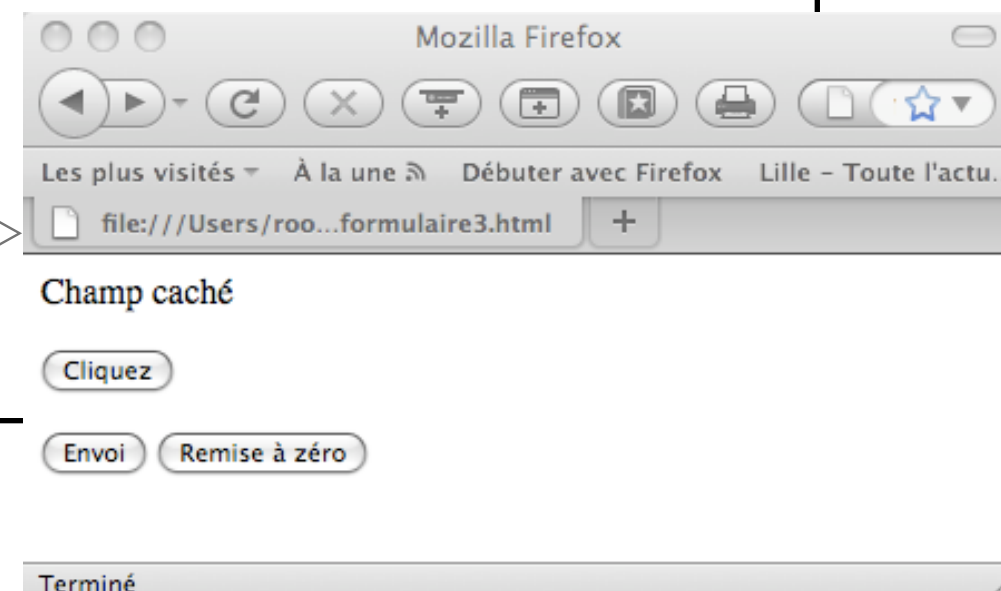 Mozilla Firefox
Les plus visités À la une Débuter avec Firefox Lille – Toute l'actu.
file:///Users/roo...formulaire3.html +
Champ caché
Cliquez
Envoi Remise à zéro
Terminé